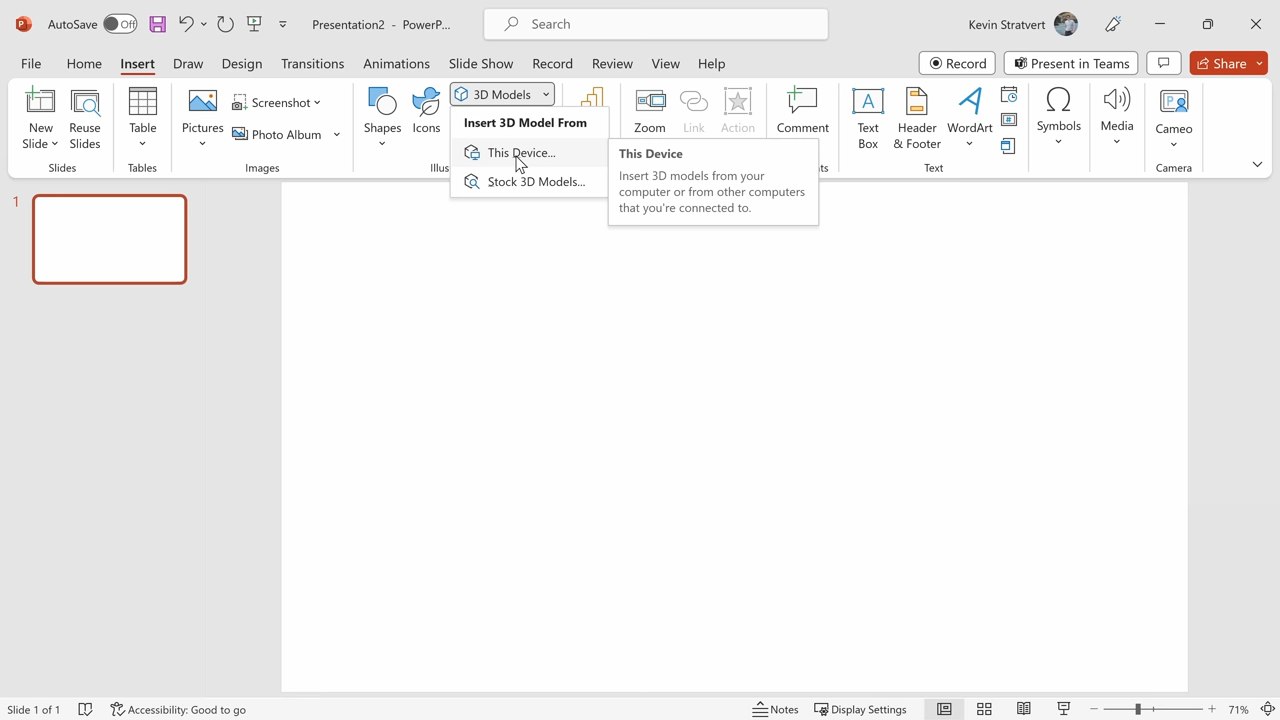 P
AutoSave Off
Presentation2 - PowerP...
Search
Kevin Stratvert
File Home Insert Draw Design Transitions Animations Slide Show Record Review View Help
Record
Present in Teams
Share
New
Slide
Reuse
Slides
Slides
Table
Tables
Pictures
Screenshot
Photo Album
Images
Shapes
Icons
3D Models
Illus
Insert 3D Model From
This Device...
Stock 3D Models...
This Device
Insert 3D models from your
computer or from other computers
that you're connected to.
Zoom
Link
Action
Comment
ts
Text
Box
Header
& Footer
WordArt
Text
Symbols
Media
Cameo
Camera
1
Slide 1 of 1
Accessibility: Good to go
Notes
Display Settings
71%